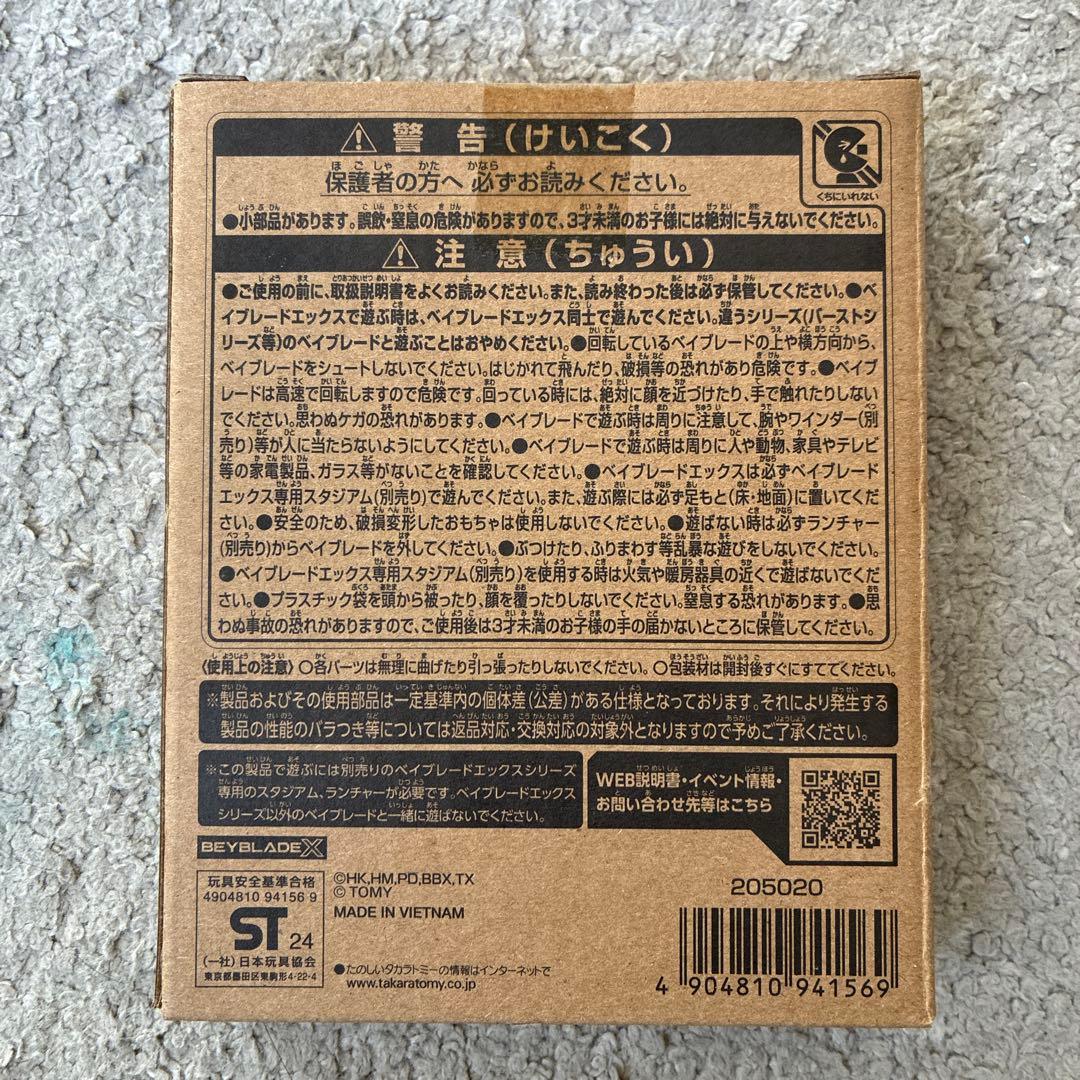 ⚠警告(けいこく)
保護者の方へ 必ずお読みください。
くちにいれない
●小部品があります。誤飲・窒息の危険がありますので、3才未満のお子様には絶対に与えないでください。
⚠注意(ちゅうい)
●ご使用の前に、取扱説明書をよくお読みください。また、読み終わった後は必ず保管してください。●ベ
イブレードエックスで遊ぶ時は、ベイブレードエックス同士で遊んでください。違うシリーズ(バーストシ
リーズ等)のベイブレードと遊ぶことはおやめください。●回転しているベイブレードの上や横方向から、
ベイブレードをシュートしないでください。はじかれて飛んだり、破損等の恐れがあり危険です。●ベイブ
レードは高速で回転しますので危険です。回っている時には、絶対に顔を近づけたり、手で触れたりしない
でください。思わぬケガの恐れがあります。●ベイブレードで遊ぶ時は周りに注意して、腕やワインダー(別
売り)等が人に当たらないようにしてください。●ベイブレードで遊ぶ時は周りに人や動物、家具やテレビ
等の家電製品、ガラス等がないことを確認してください。●ベイブレードエックスは必ずベイブレード
エックス専用スタジアム(別売り)で遊んでください。また、遊ぶ際には必ず足もと(床・地面)に置いてくだ
さい。●安全のため、破損変形したおもちゃは使用しないでください。●遊ばない時は必ずランチャー
(別売り)からベイブレードを外してください。●ぶつけたり、ふりまわす等乱暴な遊びをしないでください。
●ベイブレードエックス専用スタジアム(別売り)を使用する時は火気や暖房器具の近くで遊ばないでくだ
さい。●プラスチック袋を頭から被ったり、顔を覆ったりしないでください。窒息する恐れがあります。●思
わぬ事故の恐れがありますので、ご使用後は3才未満のお子様の手の届かないところに保管してください。
〈使用上の注意〉○各パーツは無理に曲げたり引っ張ったりしないでください。○包装材は開封後すぐにすててください。
※製品およびその使用部品は一定基準内の個体差(公差)がある仕様となっております。それにより発生する
製品の性能のバラつき等については返品対応・交換対応の対象外となりますので予めご了承ください。
※この製品で遊ぶには別売りのベイブレードエックスシリーズ
専用のスタジアム、ランチャーが必要です。ベイブレードエックス
シリーズ以外のベイブレードと一緒に遊ばないでください。
WEB説明書・イベント情報・
お問い合わせ先等はこちら
BEYBLADE X
玩具安全基準合格
4904810 94156 9
ST 24
(一社)日本玩具協会
東京都墨田区東駒形4-22-4
©HK,HM,PD,BBX,TX
© TOMY
MADE IN VIETNAM
●たのしいタカラトミーの情報はインターネットで
www.takaratomy.co.jp
205020
4 904810 941569